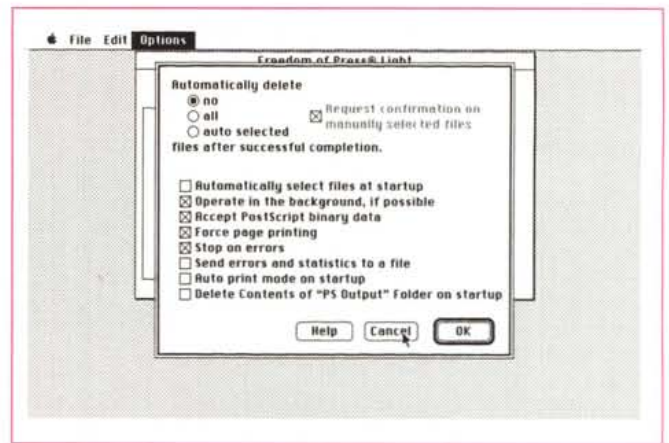 File Edit Options
Freedom of Press® Light
Automatically delete
no
all
auto selected
Request confirmation on
manually selected files
files after successful completion.
Automatically select files at startup
Operate in the background, if possible
Accept PostScript binary data
Force page printing
Stop on errors
Send errors and statistics to a file
Auto print mode on startup
Delete Contents of "PS Output" Folder on startup
Help Cancel OK